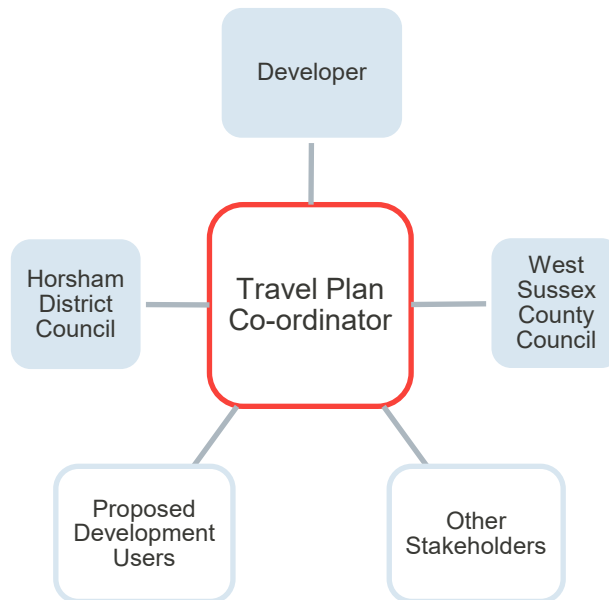 Developer
Horsham
District
Council
Travel Plan
Co-ordinator
West
Sussex
County
Council
Proposed
Development
Users
Other
Stakeholders